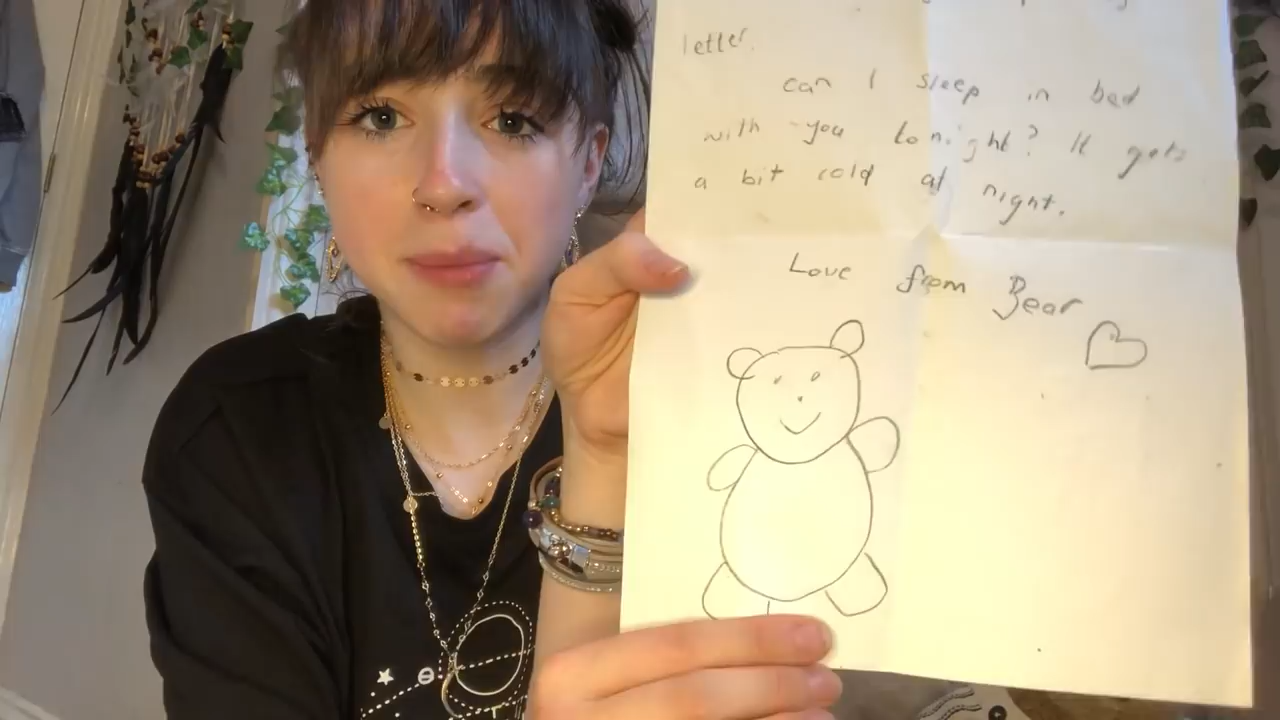 letter.
can I sleep in bed
with you tonight? It gets
a bit cold at night.
Love from Bear